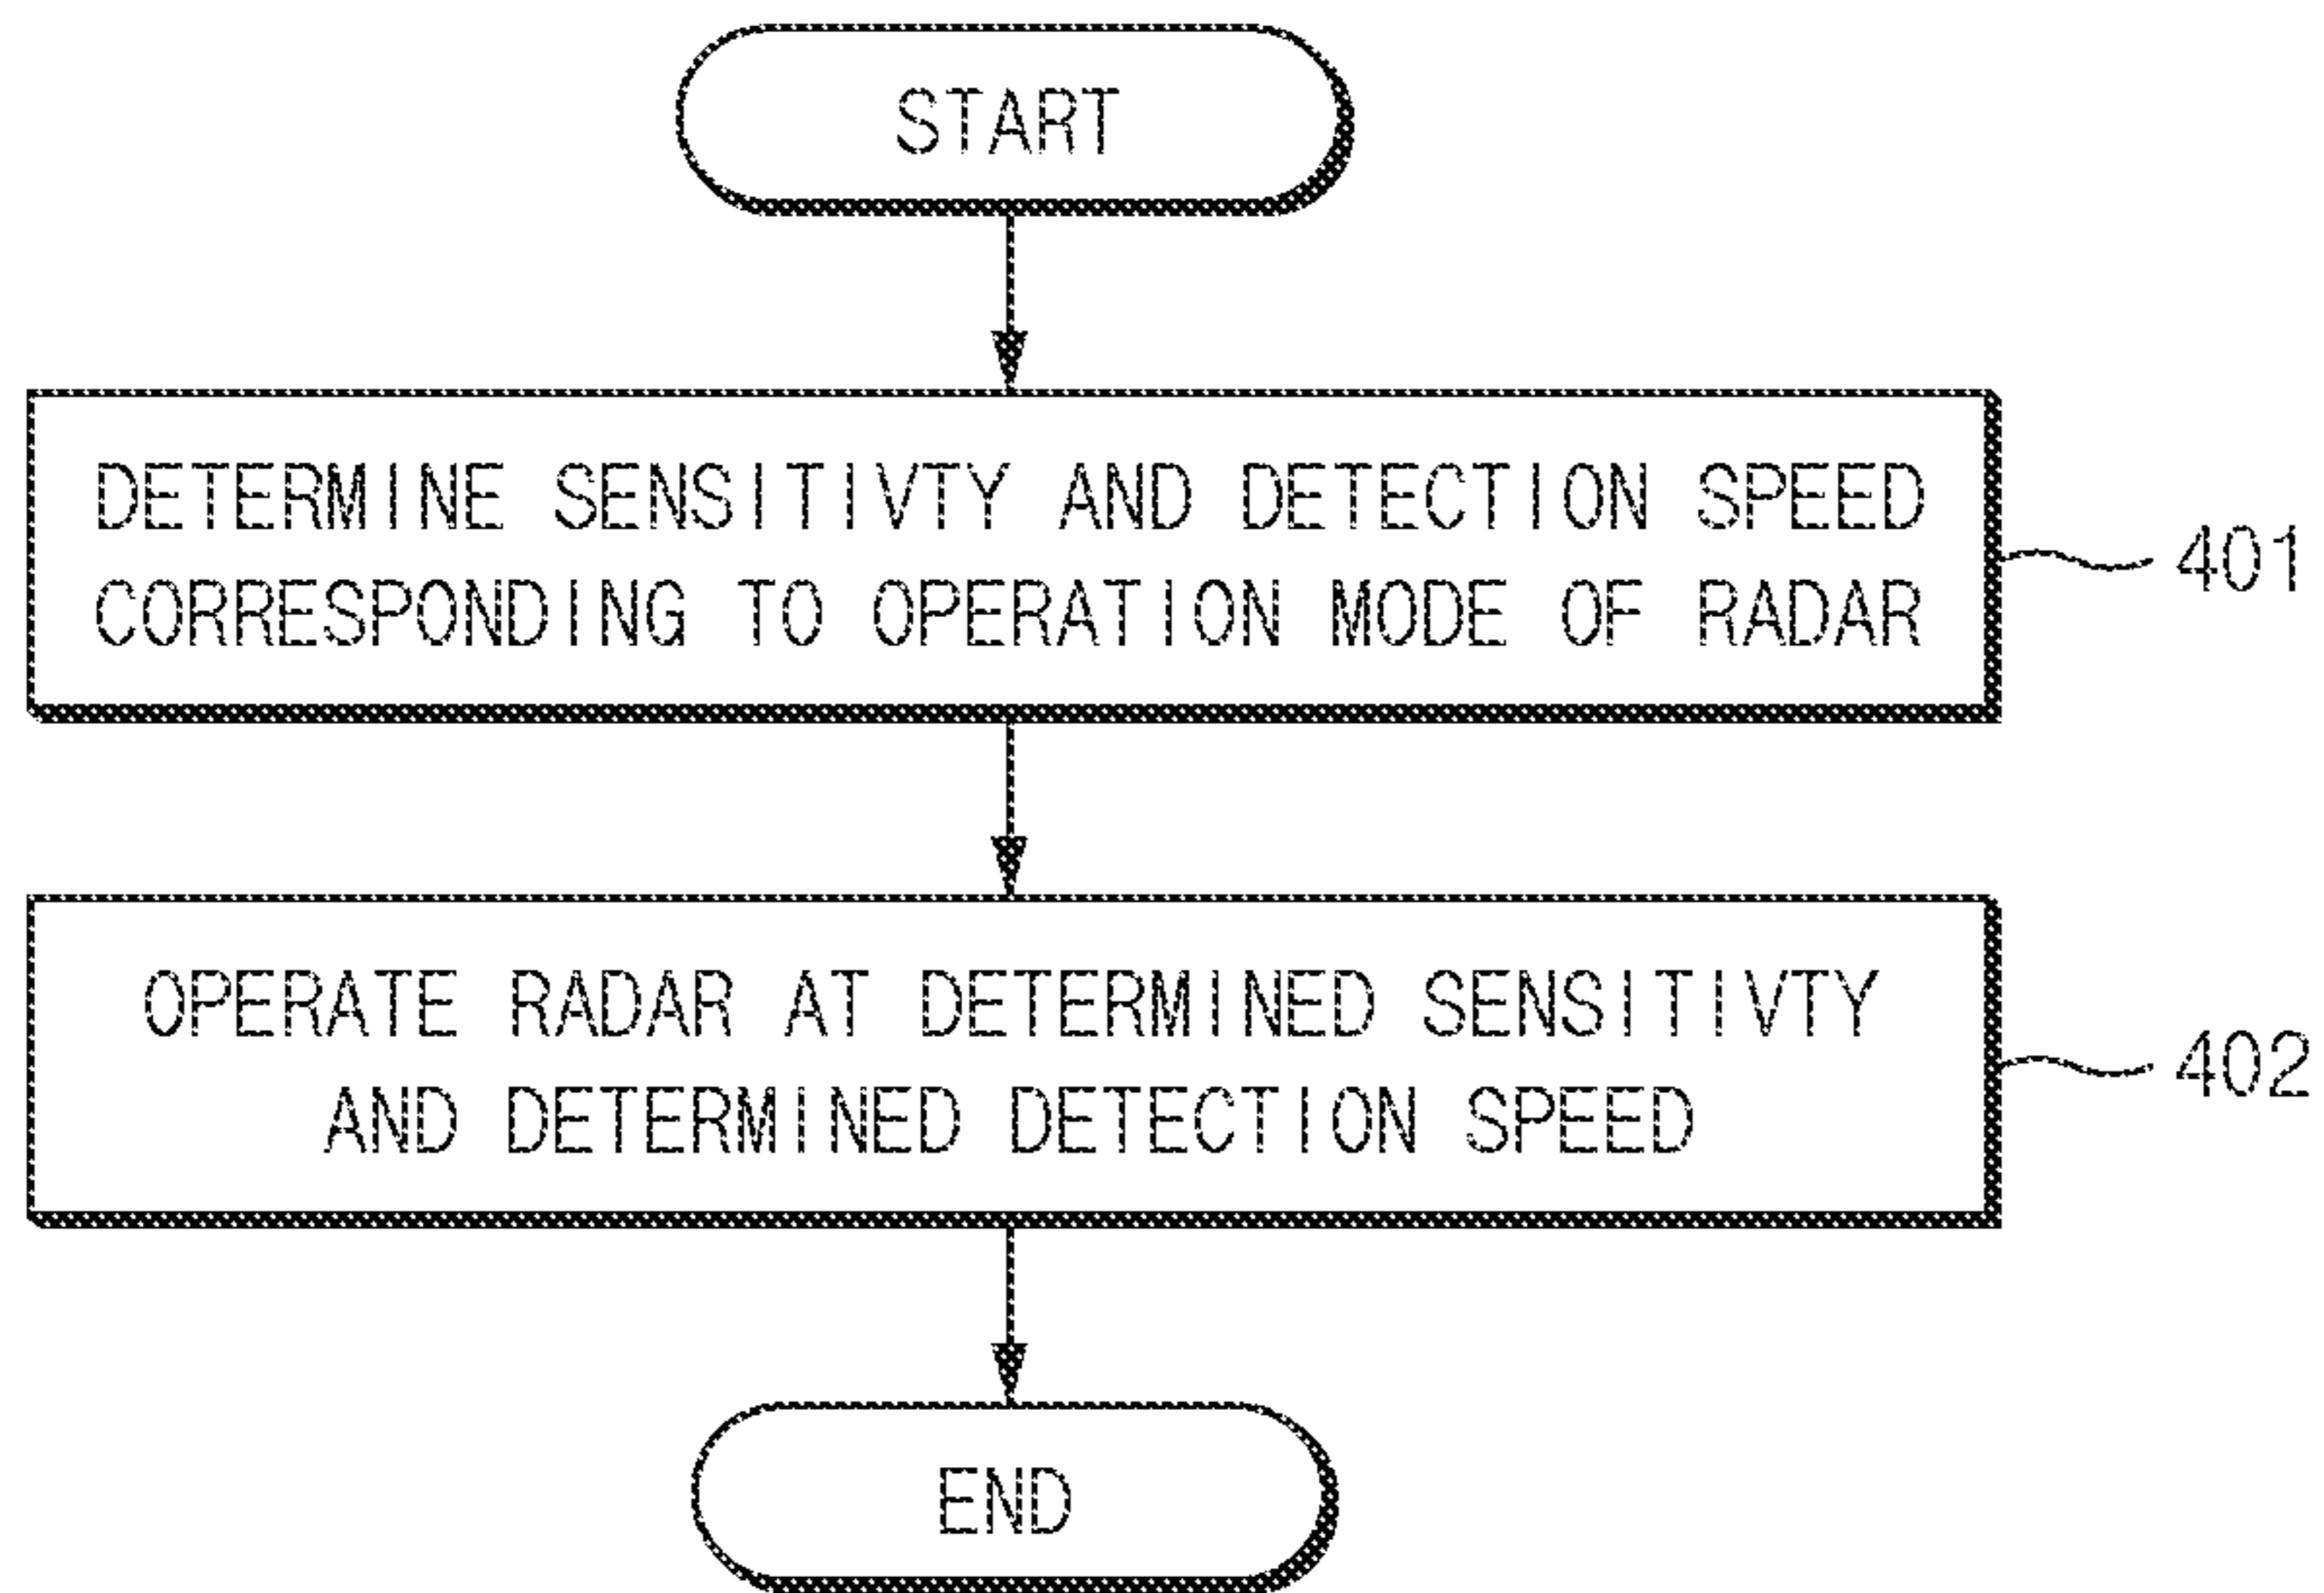 START
DETERMINE SENSITIVTY AND DETECTION SPEED
CORRESPONDING TO OPERATION MODE OF RADAR
401
OPERATE RADAR AT DETERMINED SENSITIVTY
AND DETERMINED DETECTION SPEED
402
END